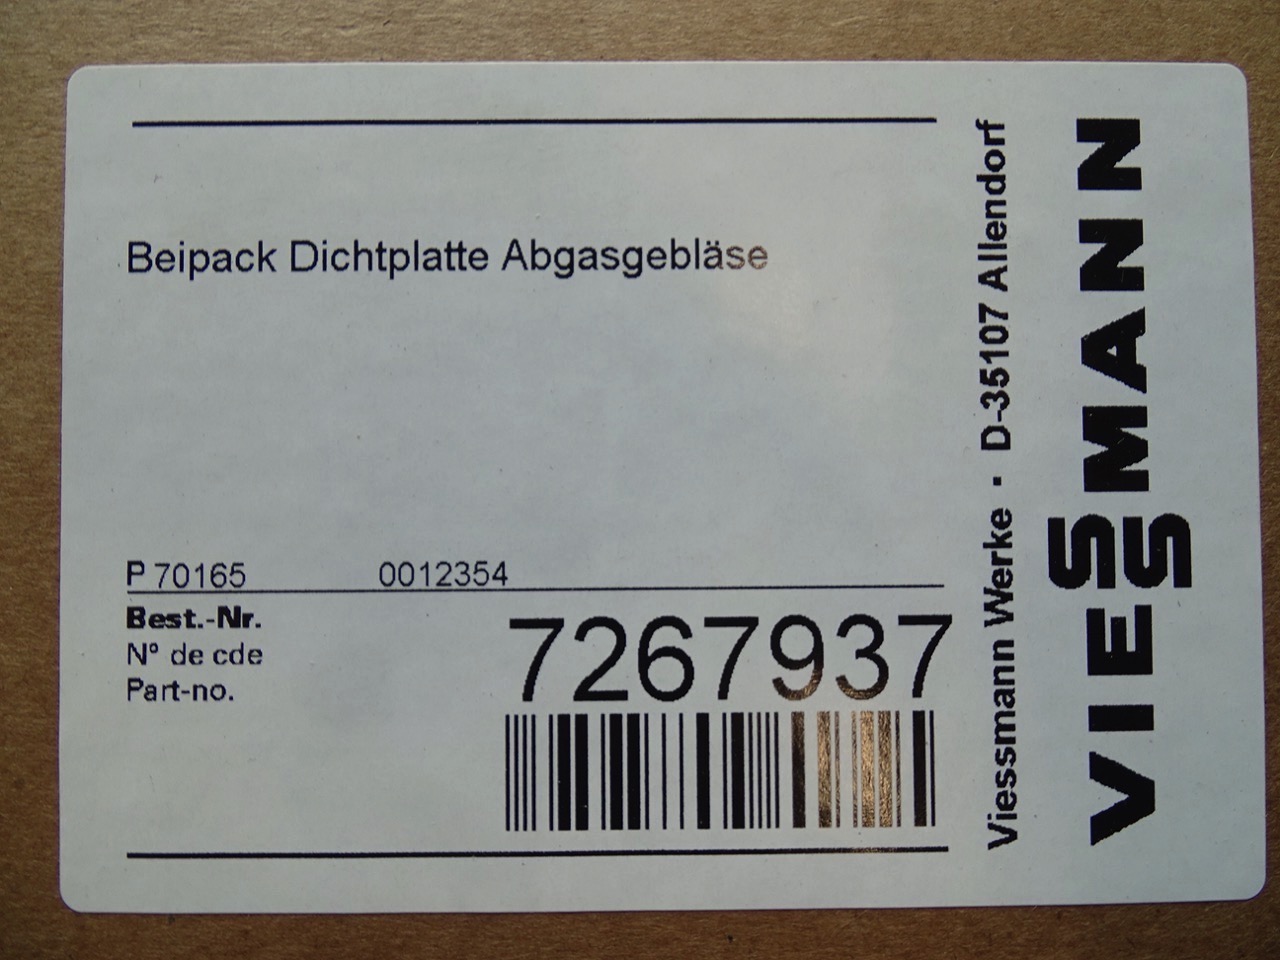 Beipack Dichtplatte Abgasgebläse
P 70165 0012354
Best.-Nr.
N° de cde
Part-no.
7267937
Viessmann Werke · D-35107 Allendorf
VIESSMANN